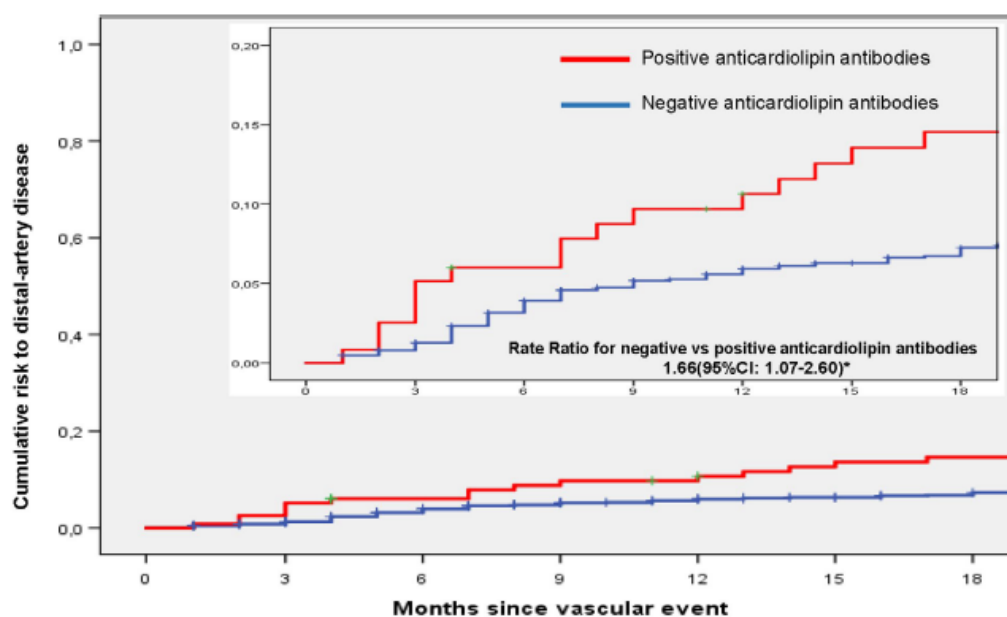 Cumulative risk to distal-artery disease
1,0
0,8
0,6
0,4
0,2
0,0
0,20
0,15
0,10
0,05
0,00
Positive anticardiolipin antibodies
Negative anticardiolipin antibodies
Rate Ratio for negative vs positive anticardiolipin antibodies
1.66(95%CI: 1.07-2.60)*
0 3 6 9 12 15 18
0 3 6 9 12 15 18
Months since vascular event